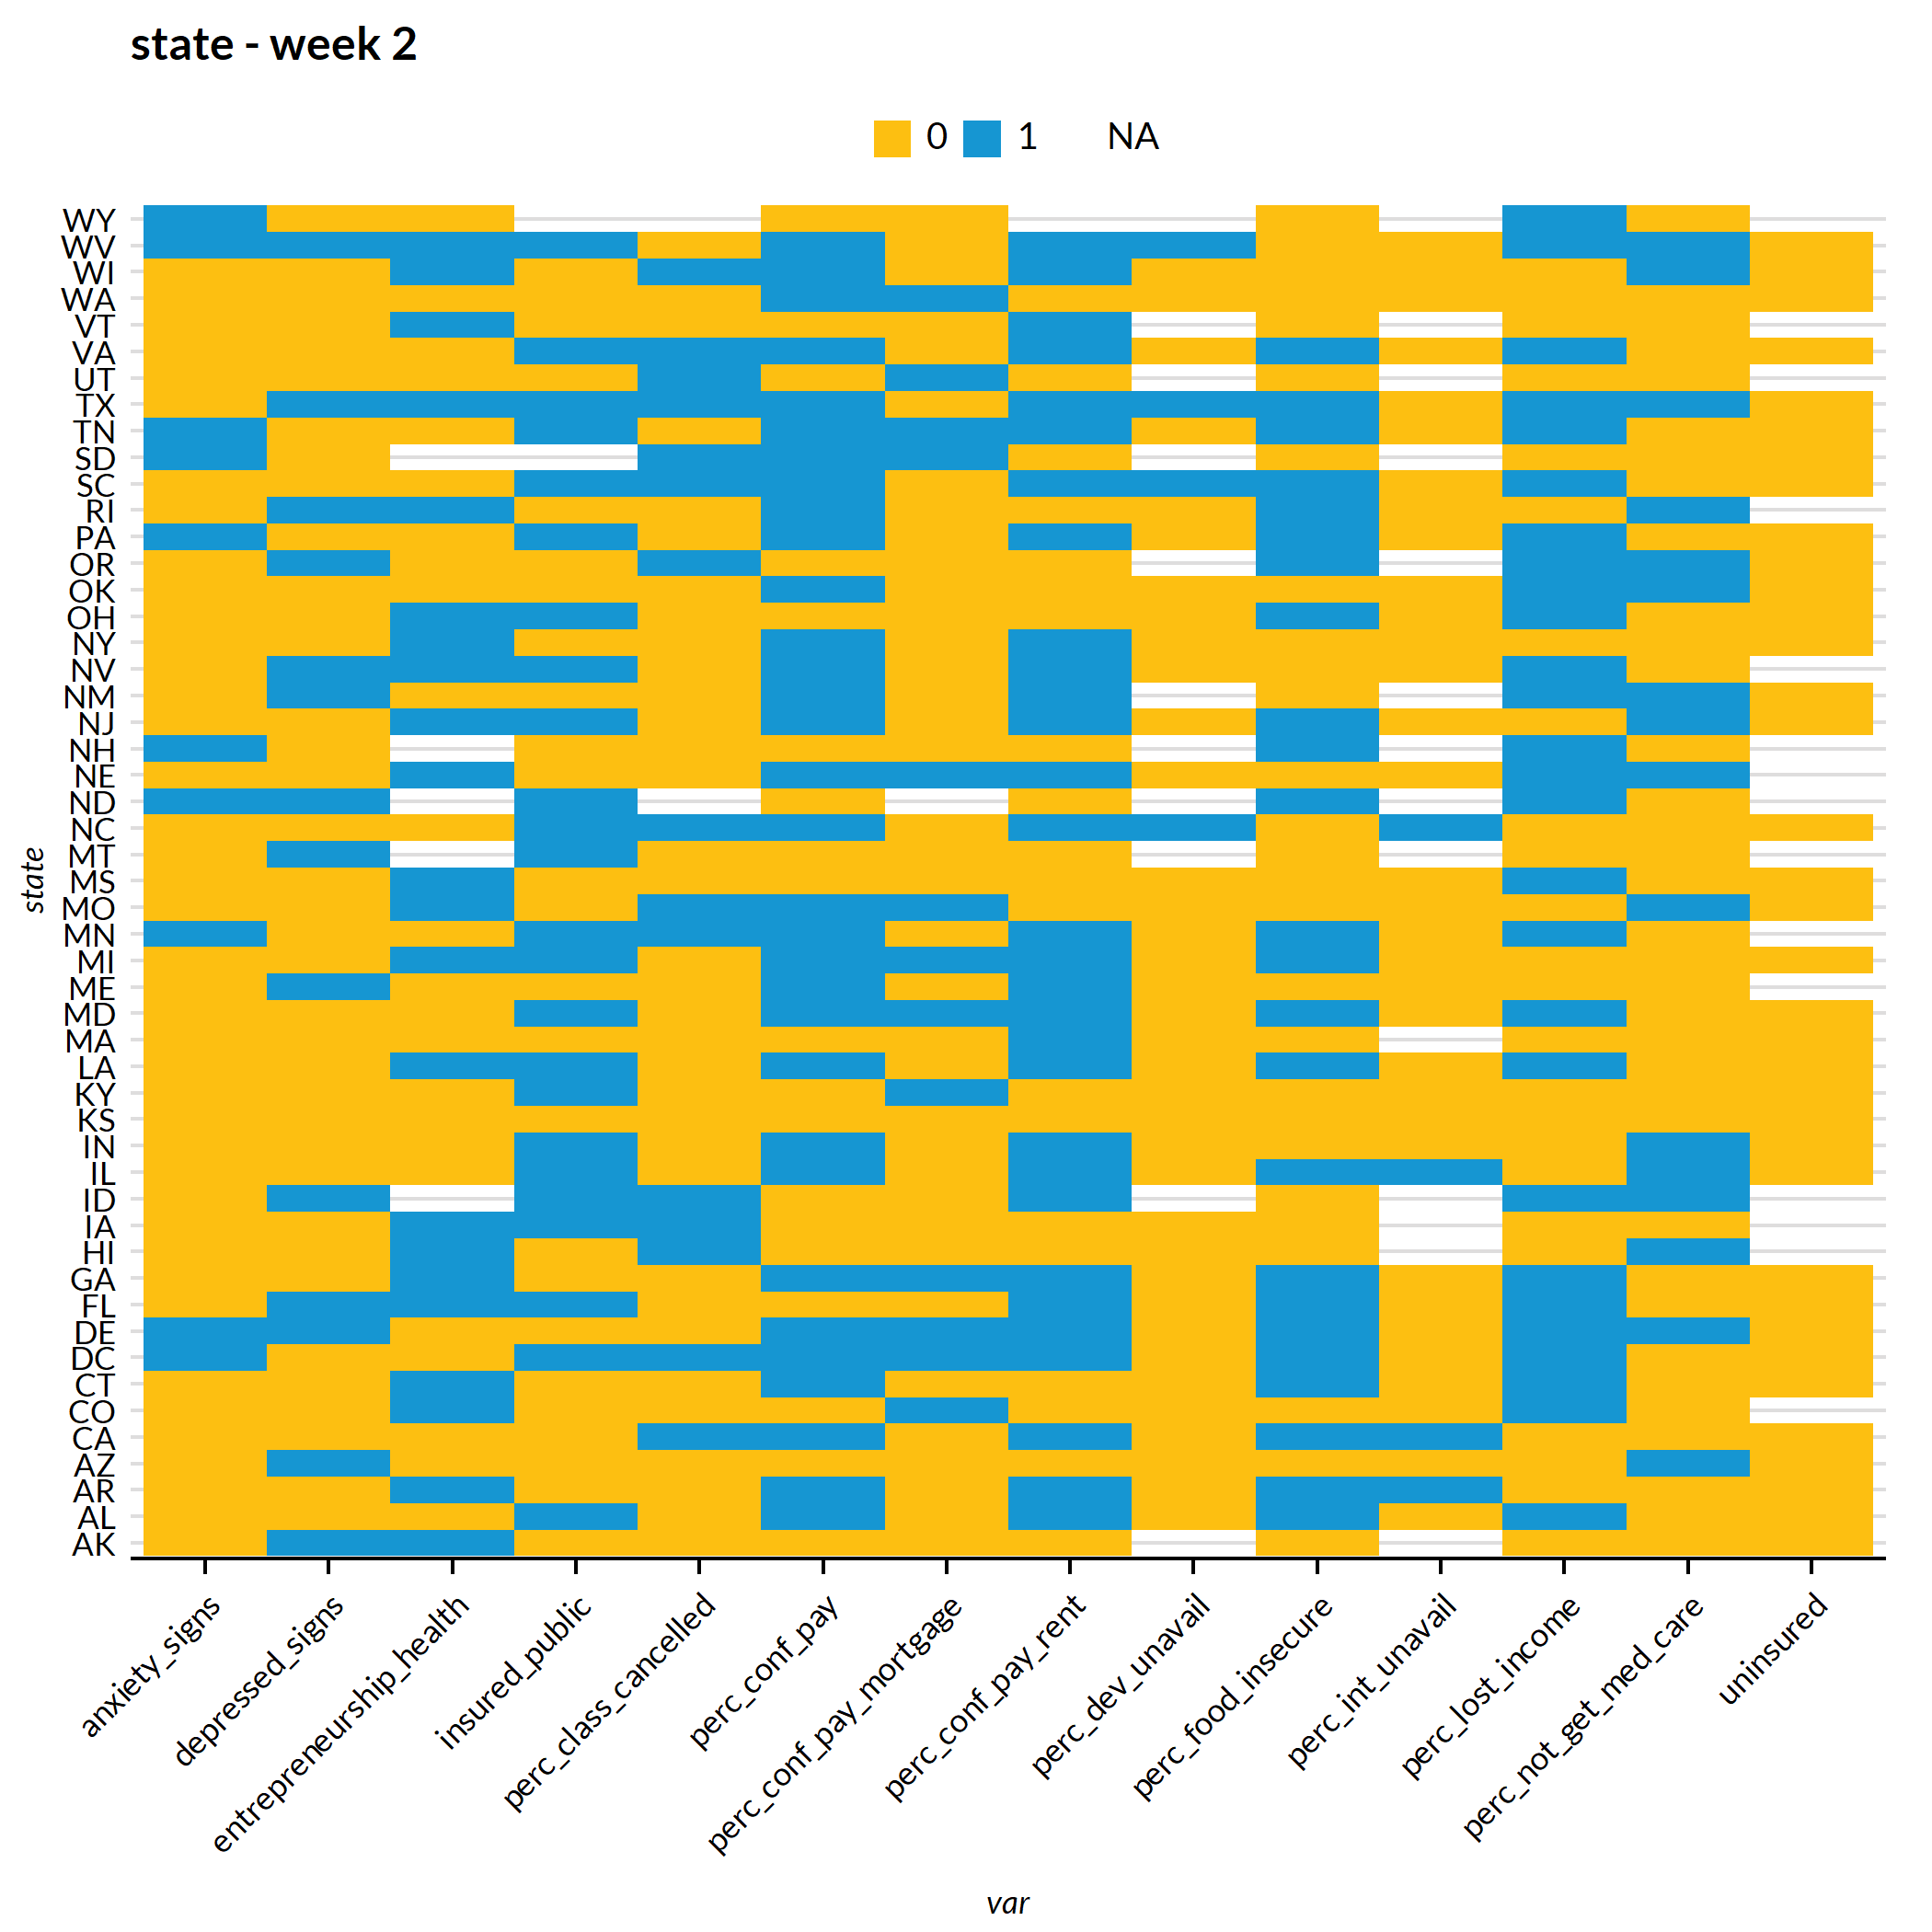 state - week 2
0 1 NA
WY
WV
WI
WA
VT
VA
UT
TX
TN
SD
SC
RI
PA
OR
OK
OH
NY
NV
NM
NJ
NH
NE
ND
NC
MT
MS
MO
MN
MI
ME
MD
MA
LA
KY
KS
IN
IL
ID
IA
HI
GA
FL
DE
DC
CT
CO
CA
AZ
AR
AL
AK
state
anxiety_signs
depressed_signs
entrepreneurship_health
insured_public
perc_class_cancelled
perc_conf_pay
perc_conf_pay_mortgage
perc_conf_pay_rent
perc_dev_unavail
perc_food_insecure
perc_int_unavail
perc_lost_income
perc_not_get_med_care
uninsured
var